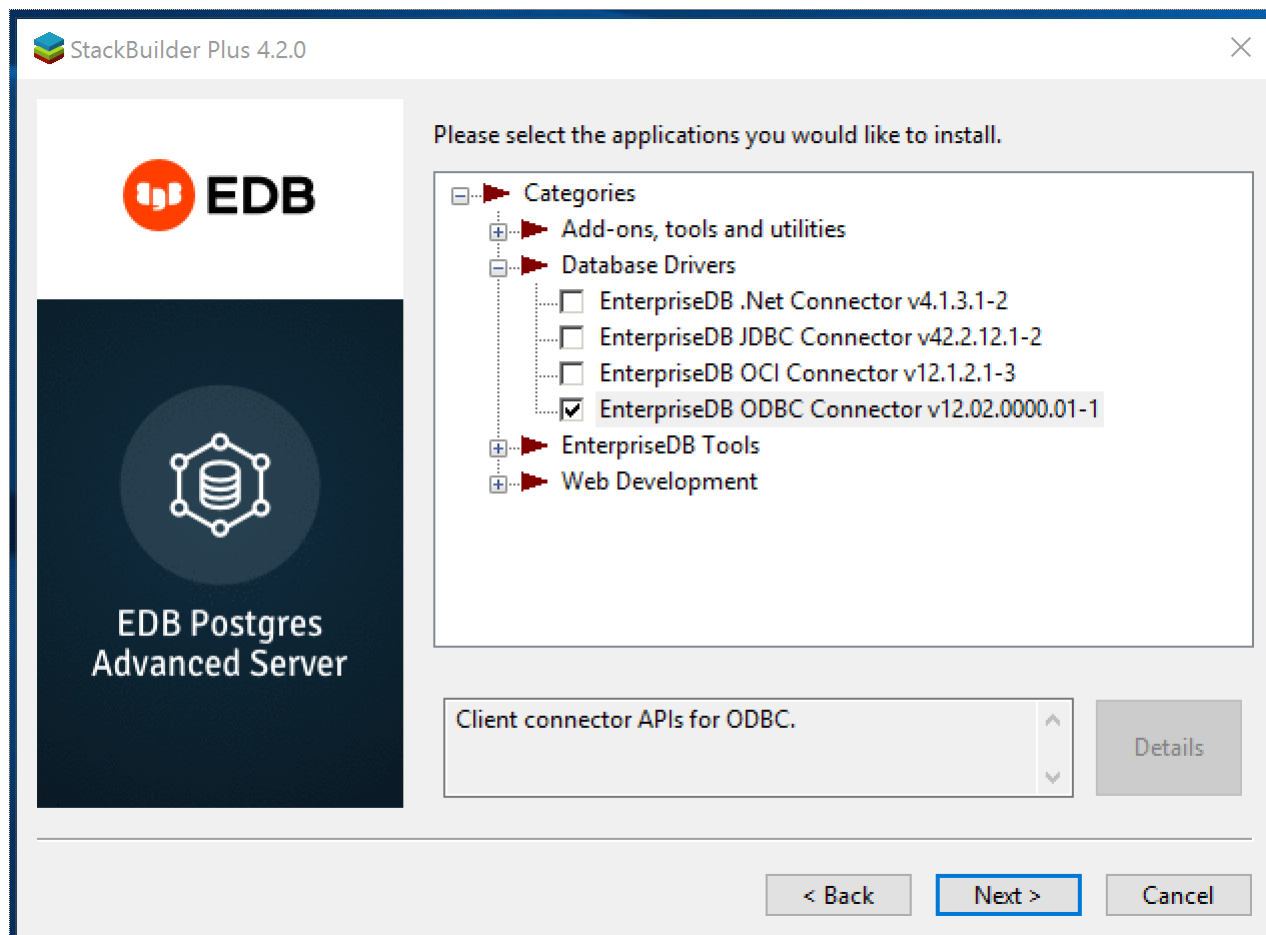 StackBuilder Plus 4.2.0
EDB
EDB Postgres
Advanced Server
Please select the applications you would like to install.
Categories
Add-ons, tools and utilities
Database Drivers
EnterpriseDB .Net Connector v4.1.3.1-2
EnterpriseDB JDBC Connector v42.2.12.1-2
EnterpriseDB OCI Connector v12.1.2.1-3
EnterpriseDB ODBC Connector v12.02.0000.01-1
EnterpriseDB Tools
Web Development
Client connector APIs for ODBC.
Details
< Back
Next >
Cancel